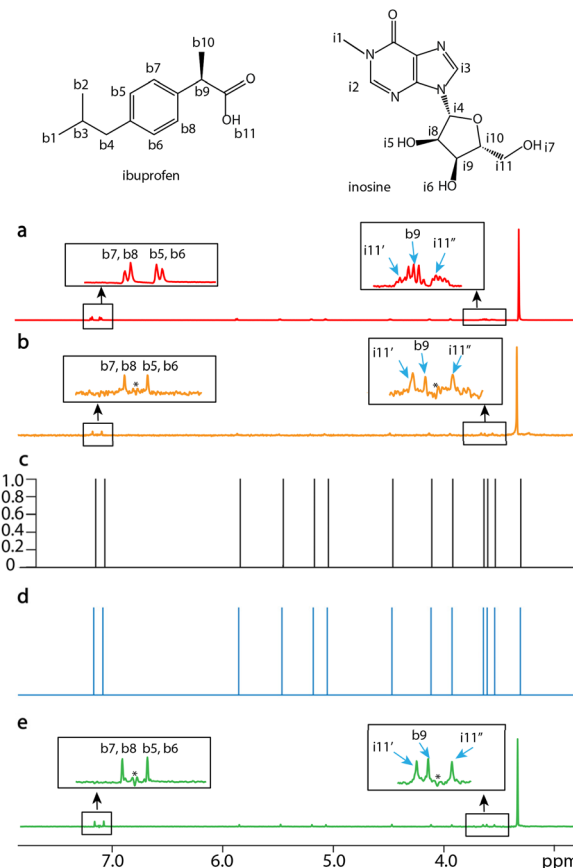 b10
b2
b7
b5
b9
O
OH
b11
b1
b3
b4
b6
b8
ibuprofen
O
i1
N
N
i3
i2
N
N
i4
O
i8
i5 HO
i10
OH i7
i9
i11
i6 HO
inosine
a
b7, b8 b5, b6
b9
i11′
i11″
b
b7, b8 b5, b6
*
b9
i11′
i11″
*
c
1.0
0.8
0.6
0.4
0.2
0
d
e
b7, b8 b5, b6
*
b9
i11′
i11″
*
7.0 6.0 5.0 4.0 ppm